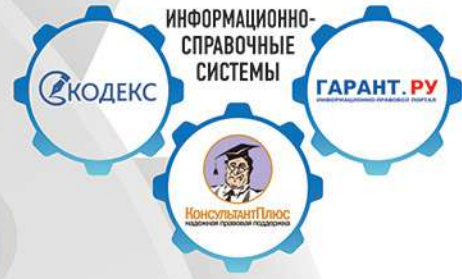 ИНФОРМАЦИОННО-
СПРАВОЧНЫЕ
СИСТЕМЫ
КОДЕКС
ГАРАНТ.РУ
ИНФОРМАЦИОННО-ПРАВОВОЙ ПОРТАЛ
КонсультантПлюс
надежная правовая поддержка